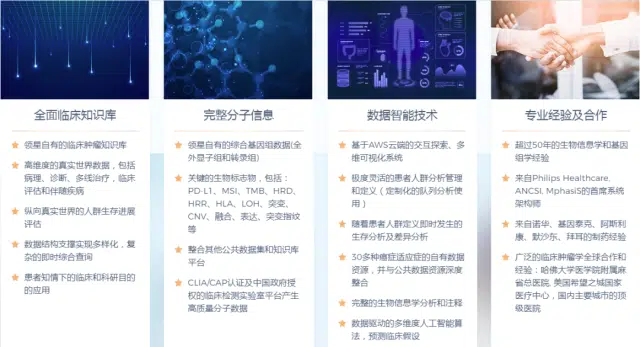 全面临床知识库
领星自有的临床肿瘤知识库
高维度的真实世界数据，包括
病理、诊断、多线治疗，临床
评估和伴随疾病
纵向真实世界的人群生存进展
评估
数据结构支撑实现多样化，复
杂的即时综合查询
患者知情下的临床和科研目的
的应用
完整分子信息
领星自有的综合基因组数据(全
外显子组和转录组)
关键的生物标志物，包括：
PD-L1、MSI、TMB、HRD、
HRR、HLA、LOH、突变、
CNV、融合、表达、突变指纹
等
整合其他公共数据集和知识库
平台
CLIA/CAP认证及中国政府授
权的临床检测实验室平台产生
高质量分子数据
数据智能技术
基于AWS云端的交互探索、多
维可视化系统
极度灵活的患者人群分析管理
和定义（定制化的队列分析使
用）
随着患者人群定义即时发生的
生存分析及差异分析
30多种癌症适应症的自有数据
资源，并与公共数据资源深度
整合
完整的生物信息学分析和注释
数据驱动的多维度人工智能算
法，预测临床假设
专业经验及合作
超过50年的生物信息学和基因
组学经验
来自Philips Healthcare,
ANCSI. MphasiS的首席系统
架构师
来自诺华、基因泰克、阿斯利
康、默沙东、拜耳的制药经验
广泛的临床肿瘤学全球合作和
经验：哈佛大学医学院附属麻
省总医院, 美国希望之城国家
医疗中心，国内主要城市的顶
级医院